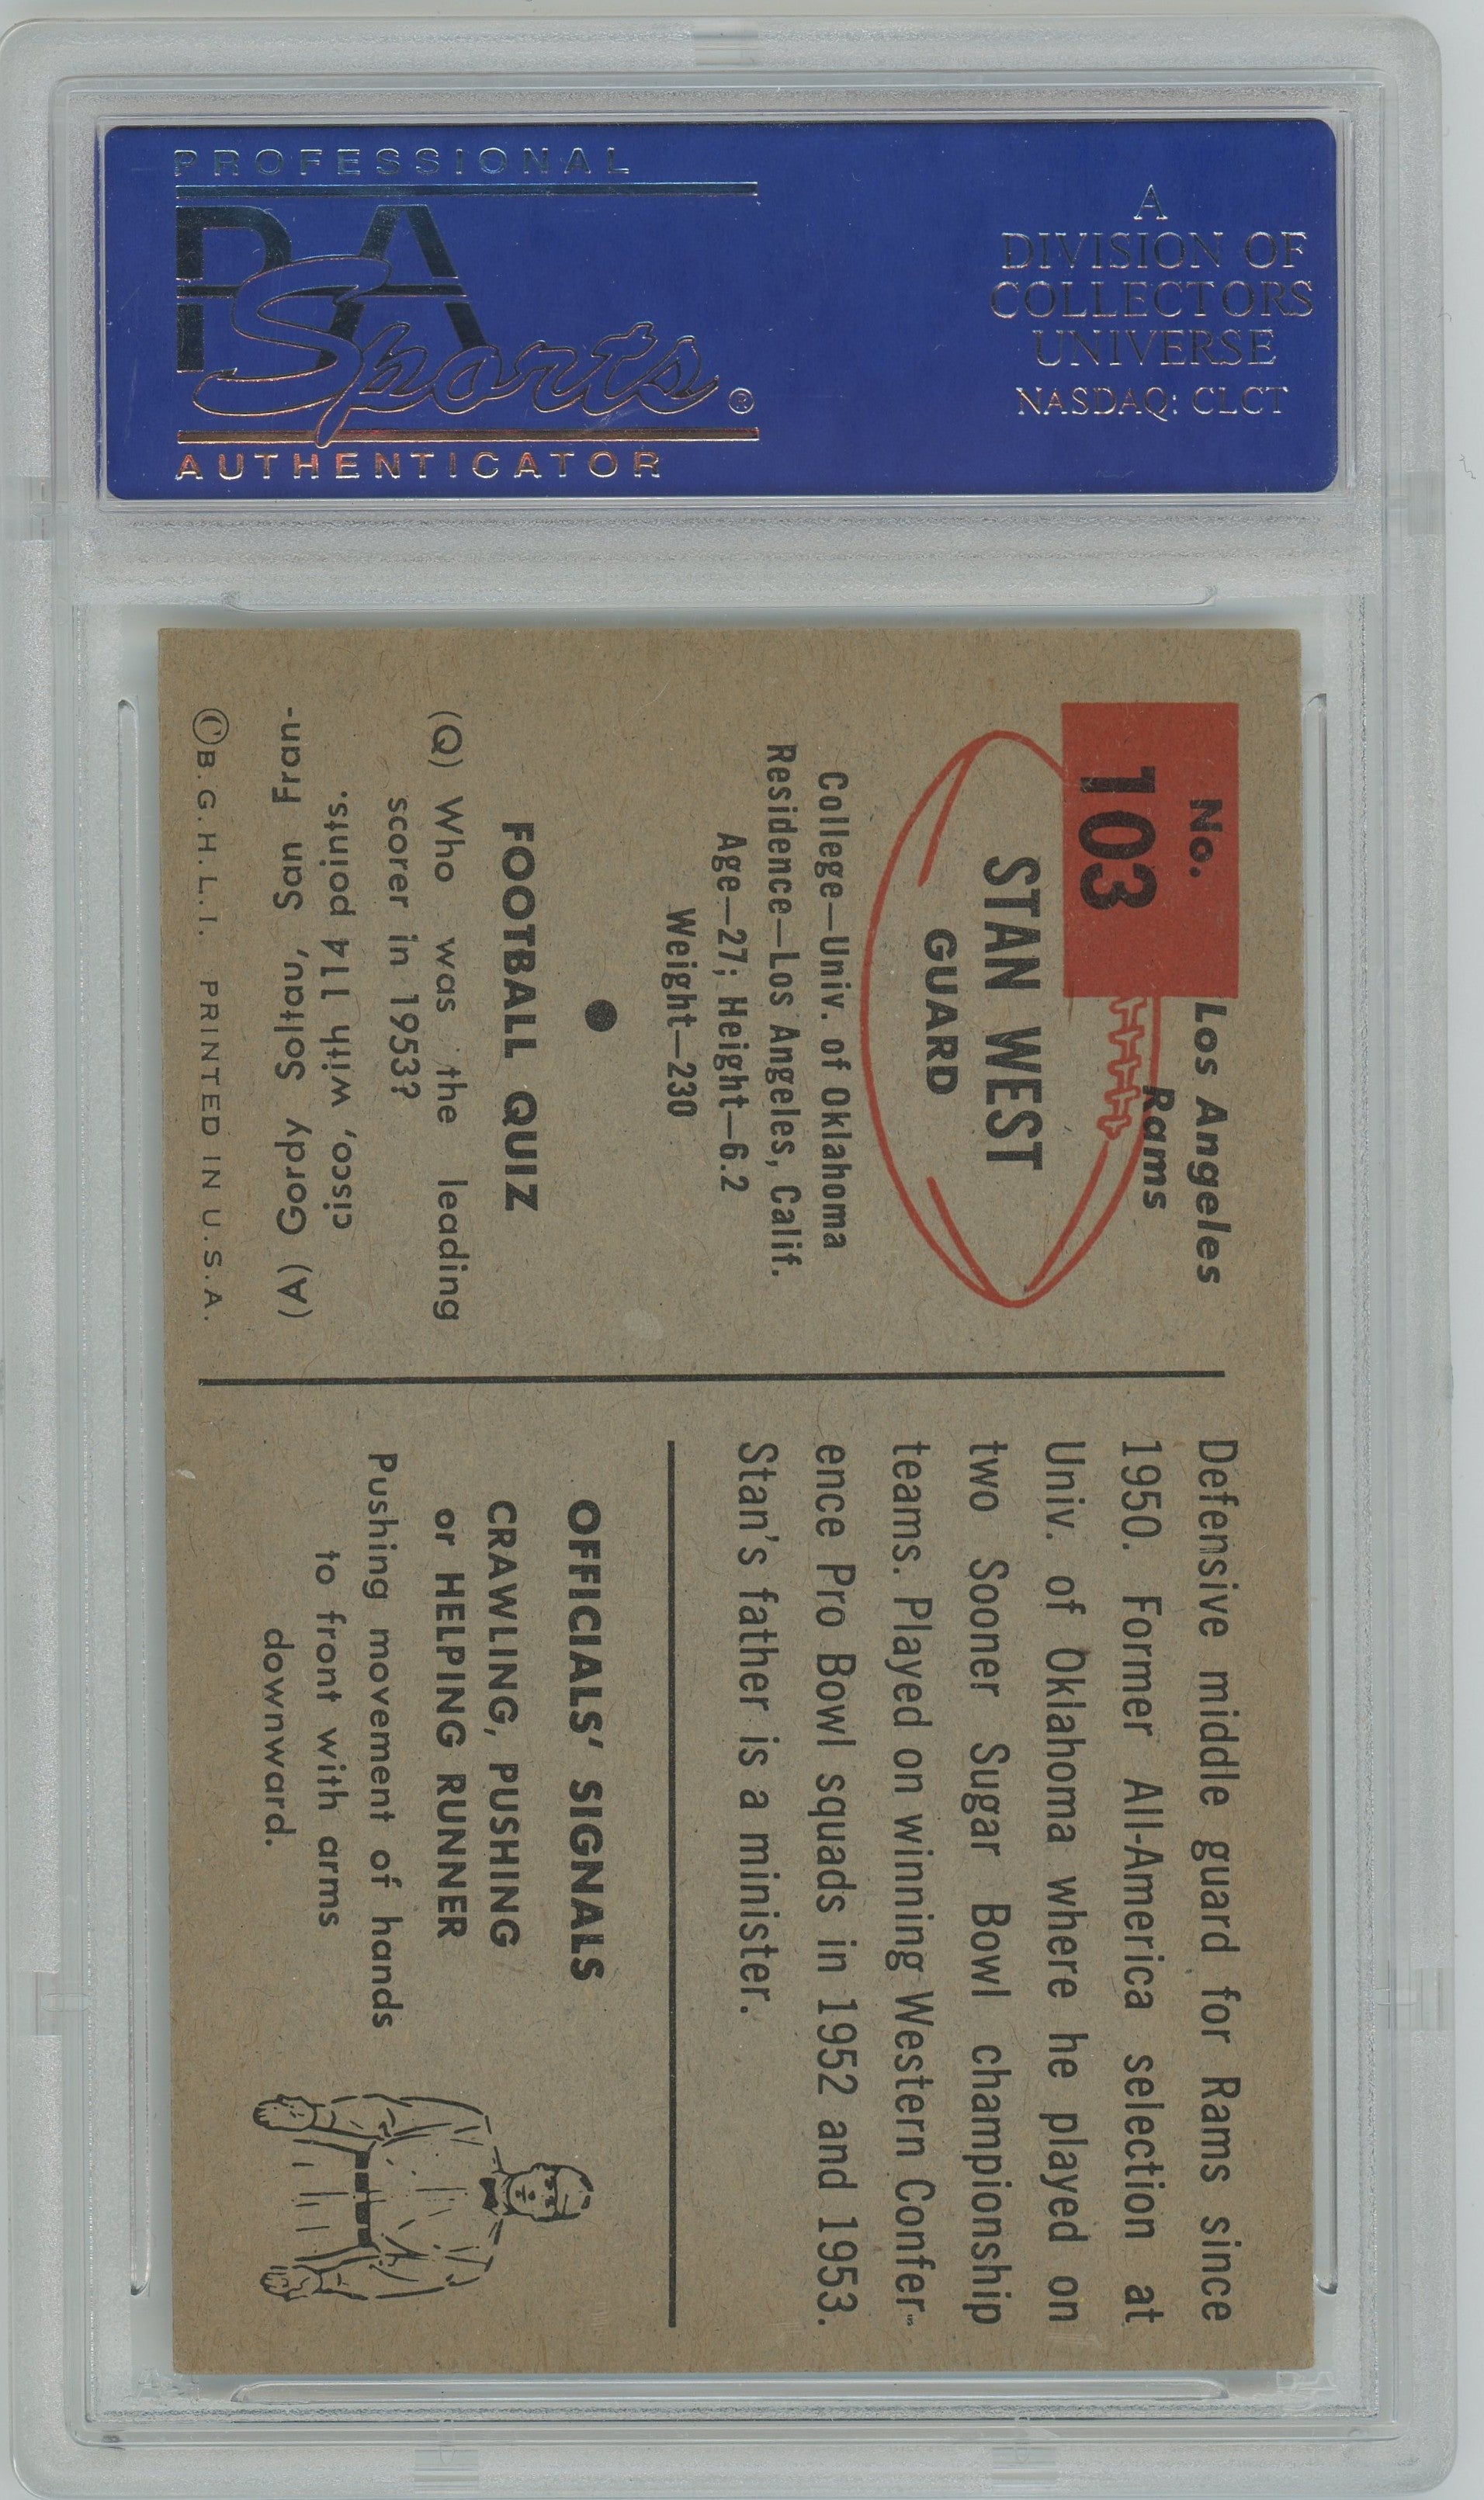 PROFESSIONAL
PSA
Sports®
AUTHENTICATOR
A
DIVISION OF
COLLECTORS
UNIVERSE
NASDAQ: CLCT
No.
103
Los Angeles
Rams
STAN WEST
GUARD
College—Univ. of Oklahoma
Residence—Los Angeles, Calif.
Age—27; Height—6.2
Weight—230
FOOTBALL QUIZ
(Q) Who was the leading
scorer in 1953?
(A) Gordy Soltau, San Fran-
cisco, with 114 points.
©B.G.H.L.I. PRINTED IN U.S.A.
Defensive middle guard for Rams since
1950. Former All-America selection at
Univ. of Oklahoma where he played on
two Sooner Sugar Bowl championship
teams. Played on winning Western Confer-
ence Pro Bowl squads in 1952 and 1953.
Stan's father is a minister.
OFFICIALS' SIGNALS
CRAWLING, PUSHING
or HELPING RUNNER
Pushing movement of hands
to front with arms
downward.
PSA